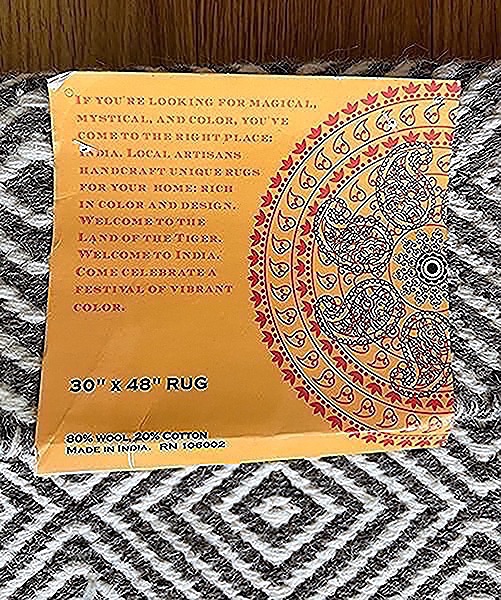 If you're looking for magical,
mystical, and color, you've
come to the right place:
India. Local artisans
handcraft unique rugs
for your home: rich
in color and design.
Welcome to the
Land of the Tiger.
Welcome to India.
Come celebrate a
festival of vibrant
color.
30" x 48" RUG
80% Wool, 20% Cotton
Made in India. RN 106002